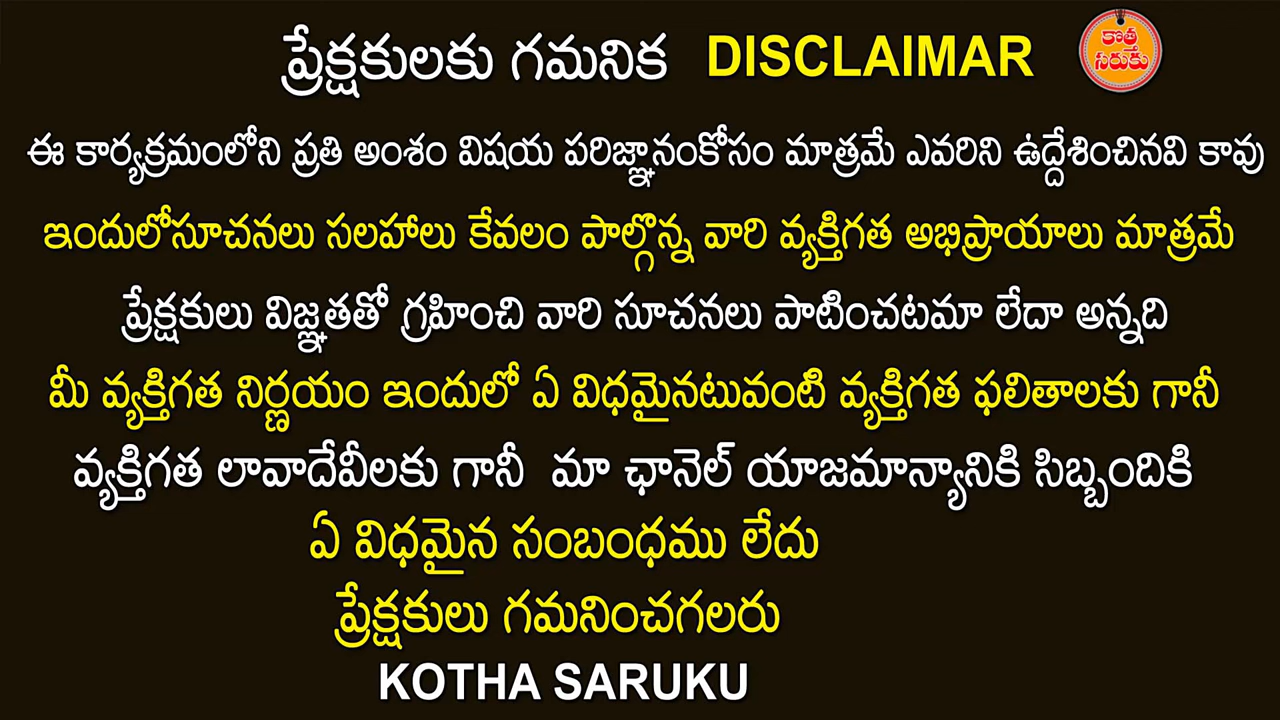 ప్రేక్షకులకు గమనిక DISCLAIMAR
కొత్త
సరుకు
ఈ కార్యక్రమంలోని ప్రతి అంశం విషయ పరిజ్ఞానంకోసం మాత్రమే ఎవరిని ఉద్దేశించినవి కావు
ఇందులోసూచనలు సలహాలు కేవలం పాల్గొన్న వారి వ్యక్తిగత అభిప్రాయాలు మాత్రమే
ప్రేక్షకులు విజ్ఞతతో గ్రహించి వారి సూచనలు పాటించటమా లేదా అన్నది
మీ వ్యక్తిగత నిర్ణయం ఇందులో ఏ విధమైనటువంటి వ్యక్తిగత ఫలితాలకు గానీ
వ్యక్తిగత లావాదేవీలకు గానీ మా ఛానెల్ యాజమాన్యానికి సిబ్బందికి
ఏ విధమైన సంబంధము లేదు
ప్రేక్షకులు గమనించగలరు
KOTHA SARUKU